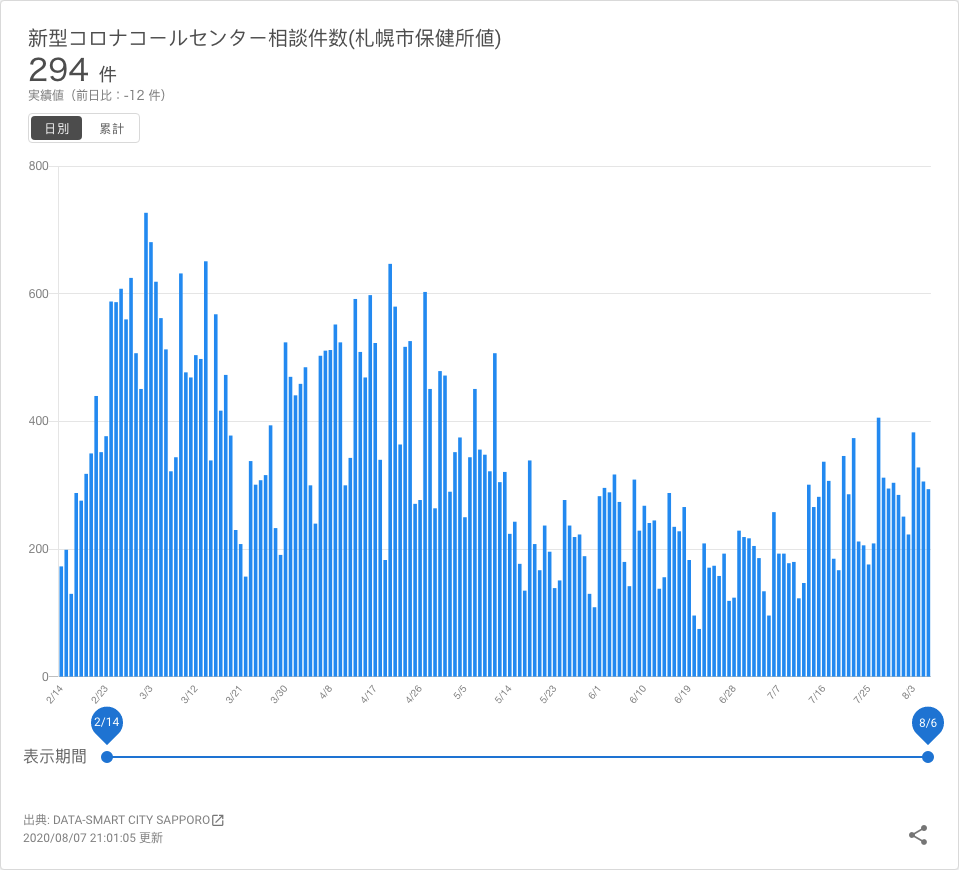 新型コロナコールセンター相談件数(札幌市保健所値)
294 件
実績値（前日比：-12 件）
日別 累計
800
600
400
200
0
2/14 2/23 3/3 3/12 3/21 3/30 4/8 4/17 4/26 5/5 5/14 5/23 6/1 6/10 6/19 6/28 7/7 7/16 7/25 8/3
2/14 8/6
表示期間
出典: DATA-SMART CITY SAPPORO
2020/08/07 21:01:05 更新